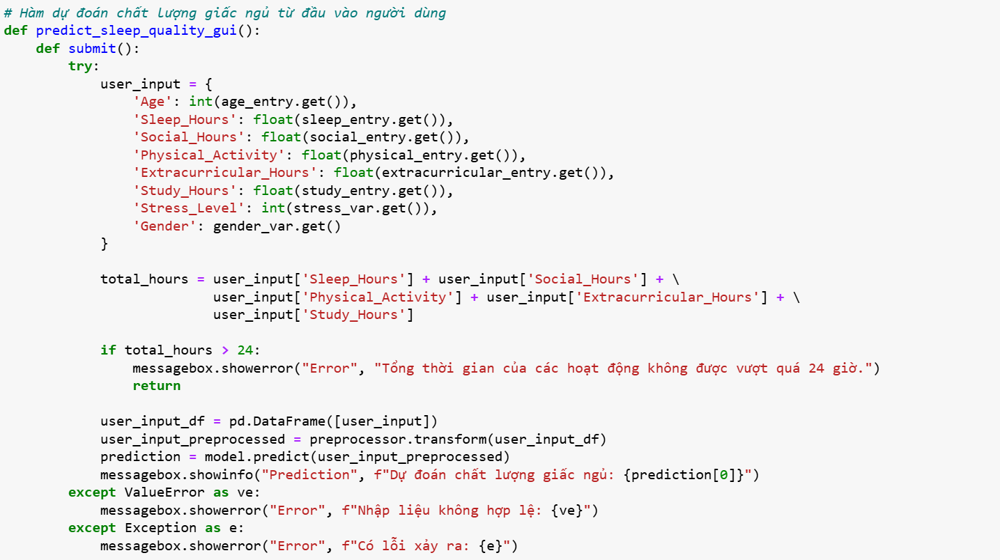 # Hàm dự đoán chất lượng giấc ngủ từ đầu vào người dùng
def predict_sleep_quality_gui():
    def submit():
        try:
            user_input = {
                'Age': int(age_entry.get()),
                'Sleep_Hours': float(sleep_entry.get()),
                'Social_Hours': float(social_entry.get()),
                'Physical_Activity': float(physical_entry.get()),
                'Extracurricular_Hours': float(extracurricular_entry.get()),
                'Study_Hours': float(study_entry.get()),
                'Stress_Level': int(stress_var.get()),
                'Gender': gender_var.get()
            }

            total_hours = user_input['Sleep_Hours'] + user_input['Social_Hours'] + \
                          user_input['Physical_Activity'] + user_input['Extracurricular_Hours'] + \
                          user_input['Study_Hours']

            if total_hours > 24:
                messagebox.showerror("Error", "Tổng thời gian của các hoạt động không được vượt quá 24 giờ.")
                return

            user_input_df = pd.DataFrame([user_input])
            user_input_preprocessed = preprocessor.transform(user_input_df)
            prediction = model.predict(user_input_preprocessed)
            messagebox.showinfo("Prediction", f"Dự đoán chất lượng giấc ngủ: {prediction[0]}")
        except ValueError as ve:
            messagebox.showerror("Error", f"Nhập liệu không hợp lệ: {ve}")
        except Exception as e:
            messagebox.showerror("Error", f"Có lỗi xảy ra: {e}")